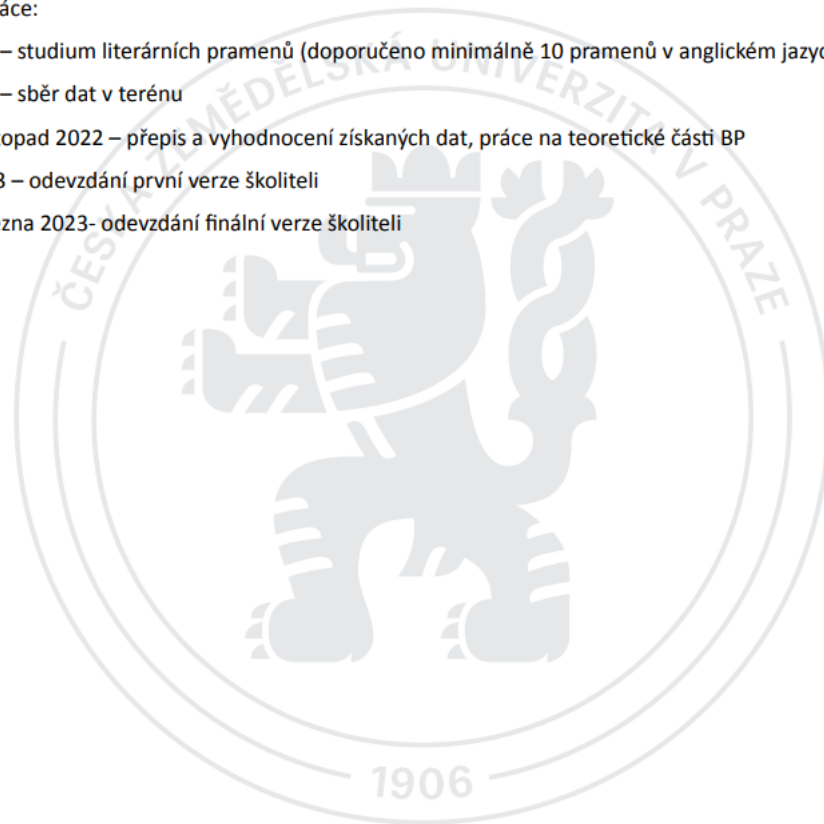 áce:
– studium literárních pramenů (doporučeno minimálně 10 pramenů v anglickém jazyc
– sběr dat v terénu
topad 2022 – přepis a vyhodnocení získaných dat, práce na teoretické části BP
3 – odevzdání první verze školiteli
zna 2023- odevzdání finální verze školiteli
ČESKÁ ZEMĚDĚLSKÁ UNIVERZITA V PRAZE
1906